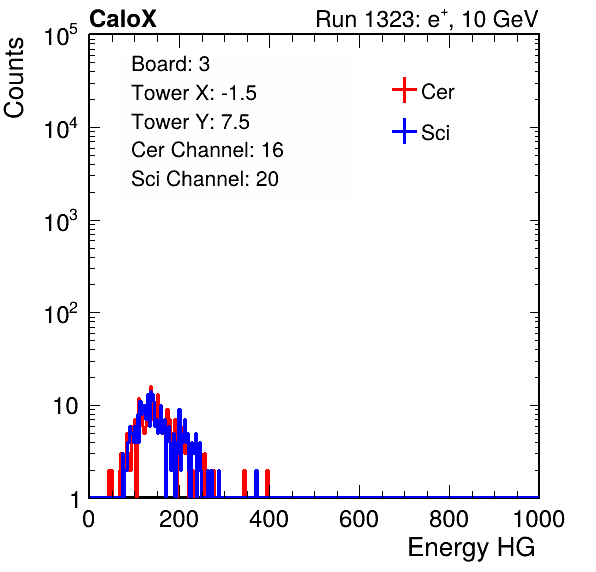 CaloX Run 1323: e⁺, 10 GeV
Counts
10⁵
10⁴
10³
10²
10
1
Board: 3
Tower X: -1.5
Tower Y: 7.5
Cer Channel: 16
Sci Channel: 20
Cer
Sci
0 200 400 600 800 1000
Energy HG